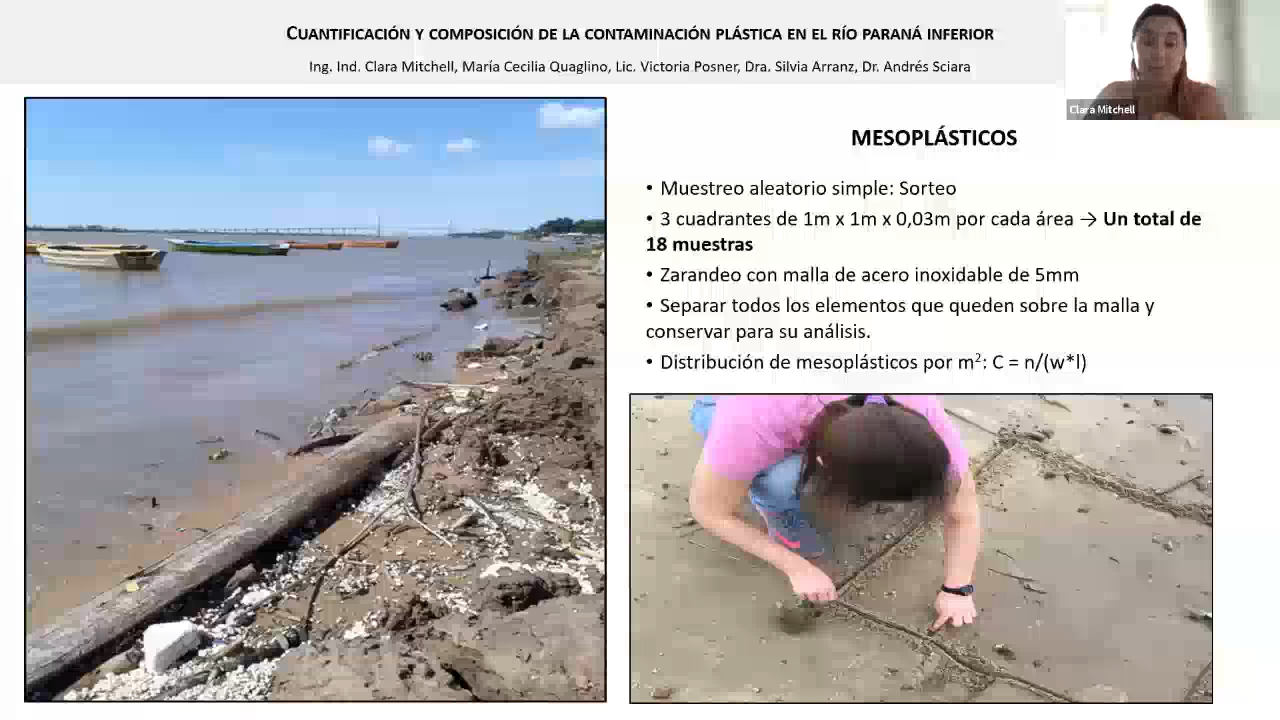 CUANTIFICACIÓN Y COMPOSICIÓN DE LA CONTAMINACIÓN PLÁSTICA EN EL RÍO PARANÁ INFERIOR
Ing. Ind. Clara Mitchell, María Cecilia Quaglino, Lic. Victoria Posner, Dra. Silvia Arranz, Dr. Andrés Sciara
Clara Mitchell
MESOPLÁSTICOS
• Muestreo aleatorio simple: Sorteo
• 3 cuadrantes de 1m x 1m x 0,03m por cada área → Un total de
18 muestras
• Zarandeo con malla de acero inoxidable de 5mm
• Separar todos los elementos que queden sobre la malla y
conservar para su análisis.
• Distribución de mesoplásticos por m²: C = n/(w*l)